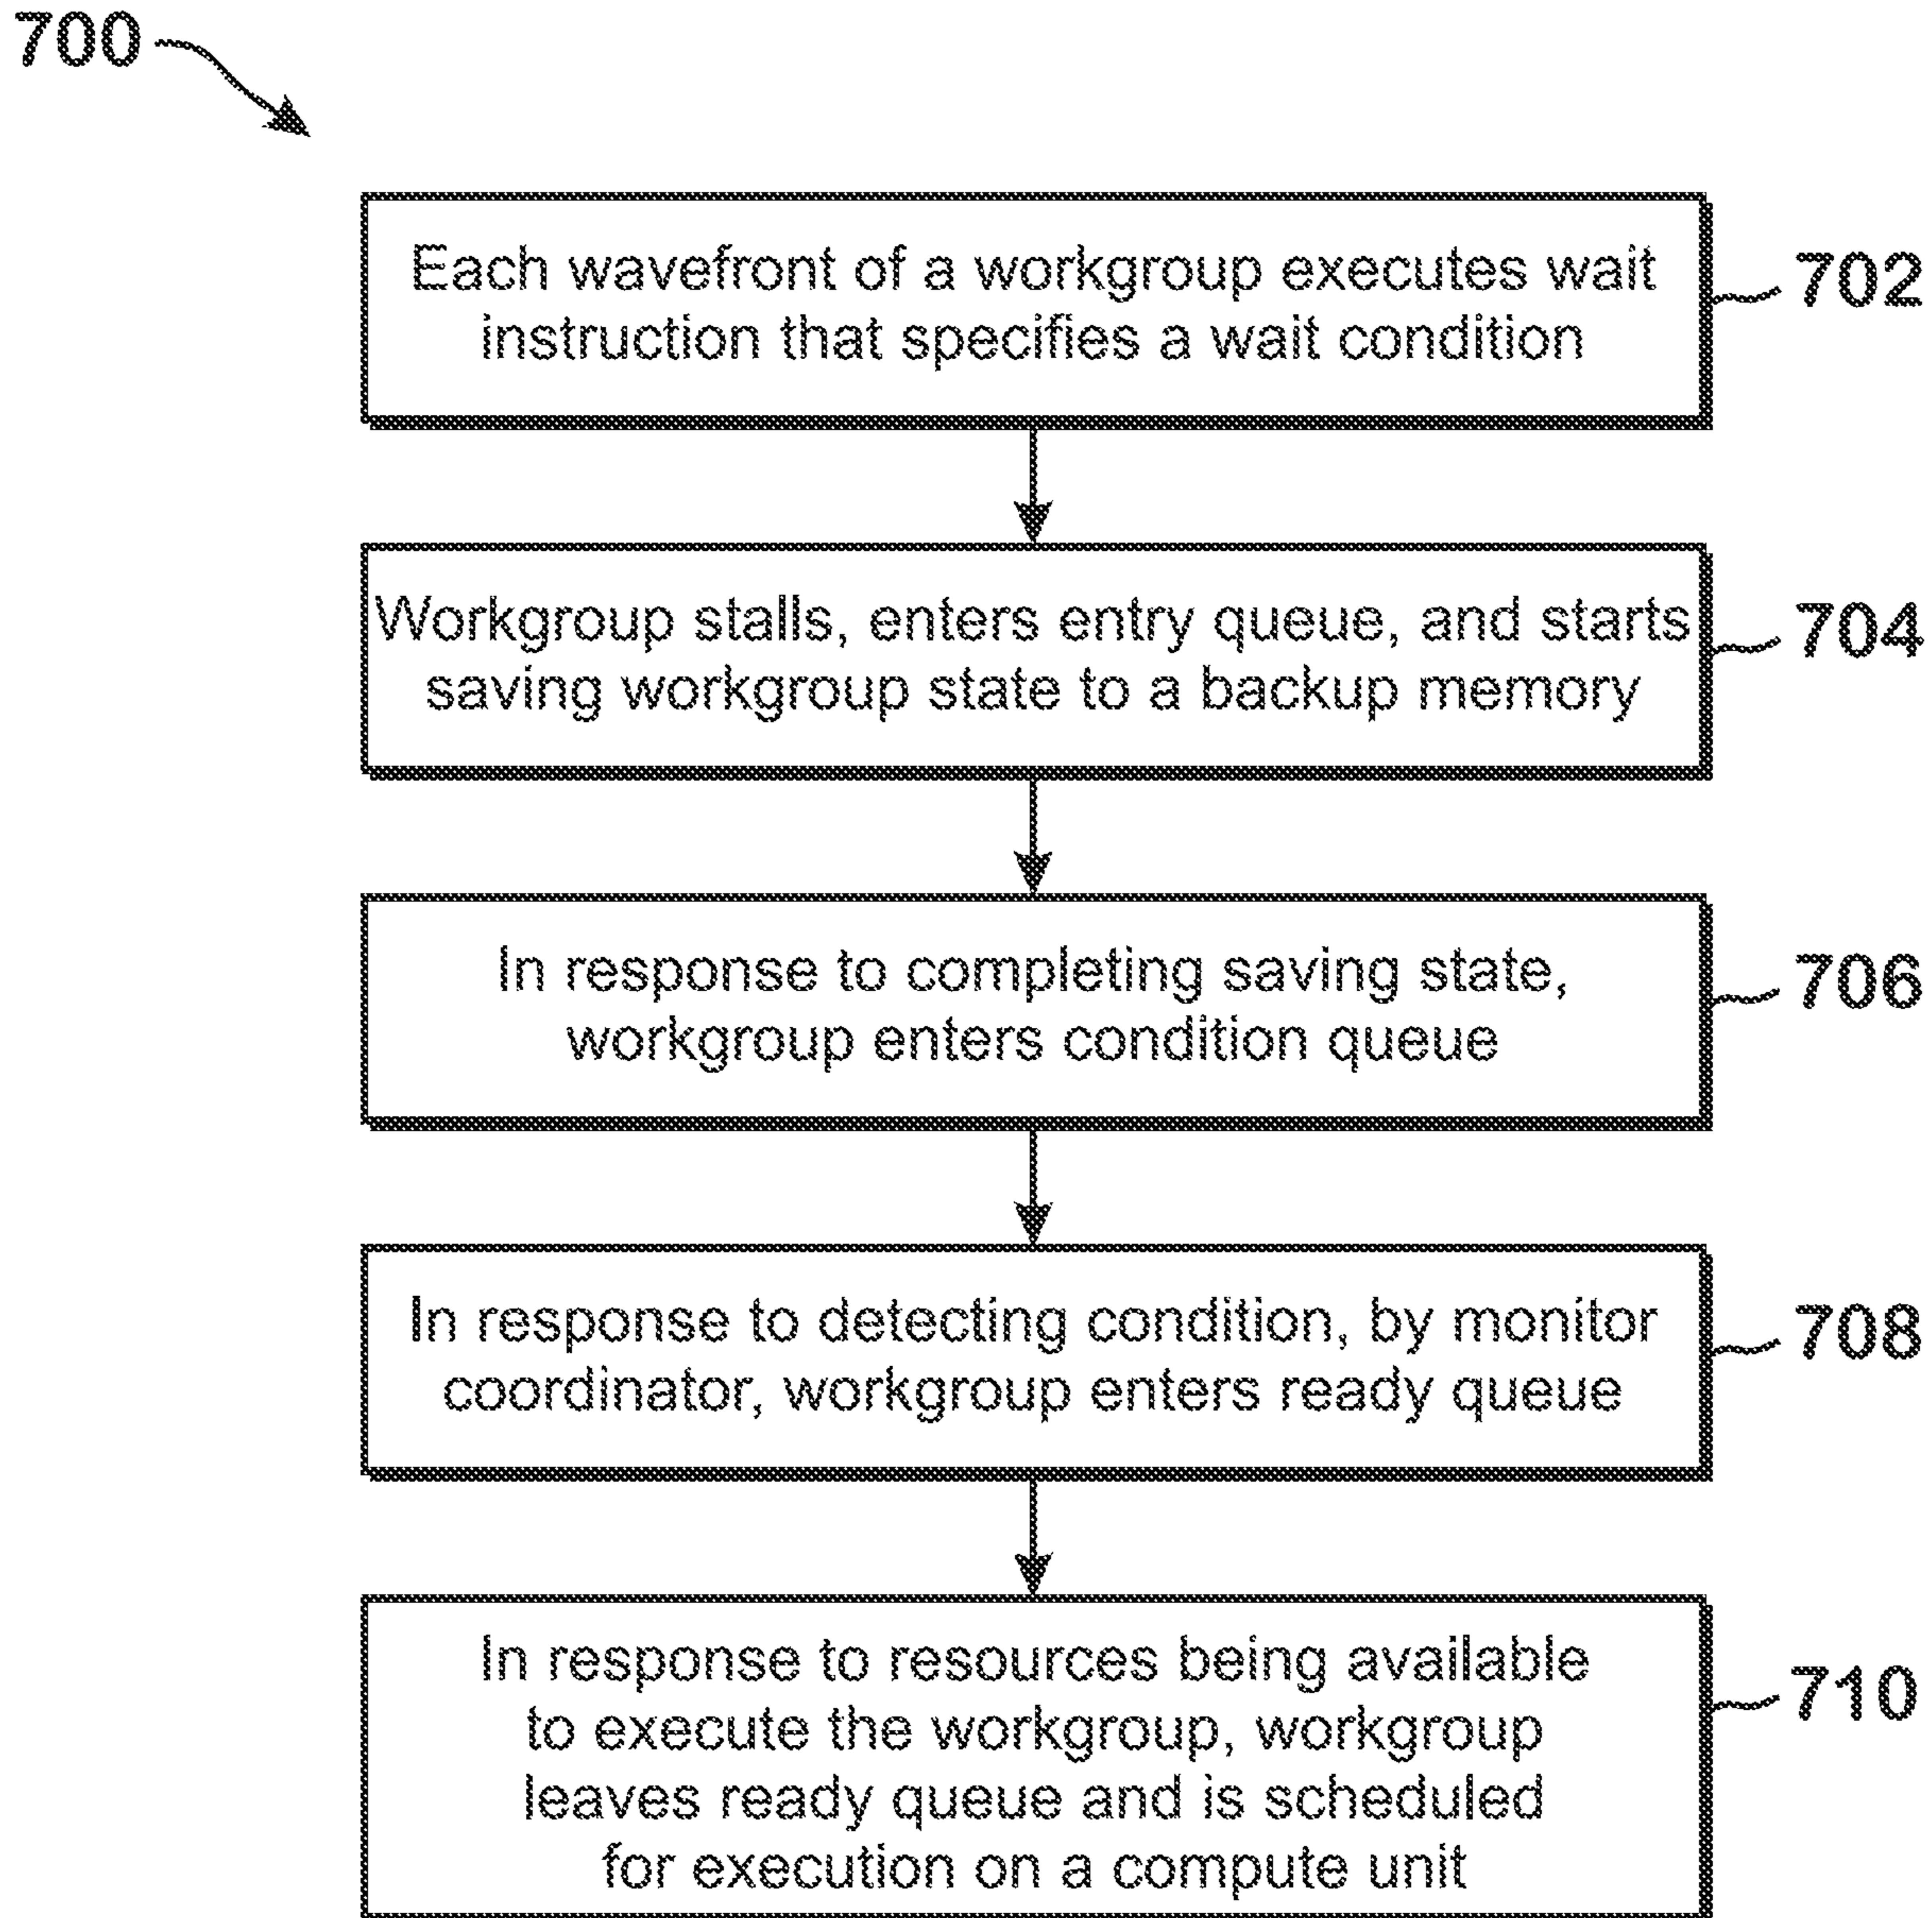 700
Each wavefront of a workgroup executes wait
instruction that specifies a wait condition
702
Workgroup stalls, enters entry queue, and starts
saving workgroup state to a backup memory
704
In response to completing saving state,
workgroup enters condition queue
706
In response to detecting condition, by monitor
coordinator, workgroup enters ready queue
708
In response to resources being available
to execute the workgroup, workgroup
leaves ready queue and is scheduled
for execution on a compute unit
710